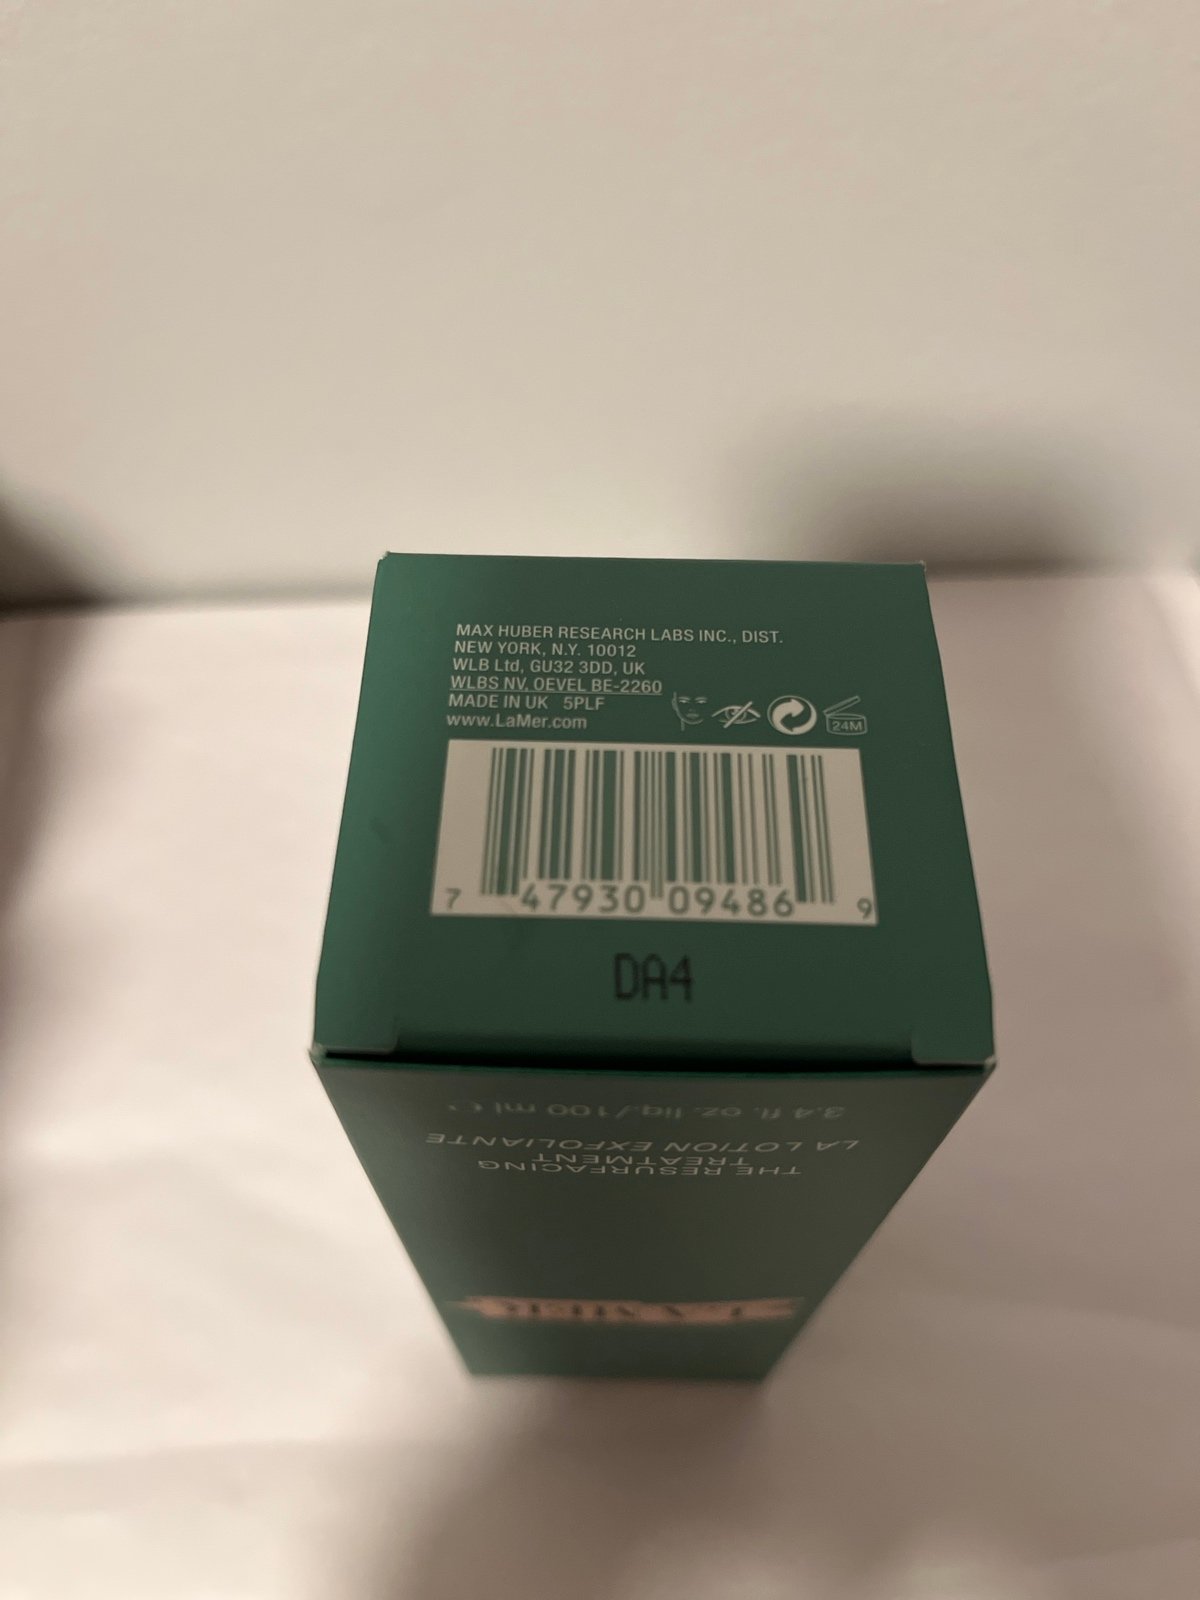 MAX HUBER RESEARCH LABS INC., DIST.
NEW YORK, N.Y. 10012
WLB Ltd, GU32 3DD, UK
WLBS NV, OEVEL BE-2260
MADE IN UK 5PLF
www.LaMer.com
24M
7 47930 09486 9
DA4
3.4 fl. oz. liq./100 ml ℮
LA LOTION EXFOLIANTE
TREATMENT
THE RESURFACING
LA MER